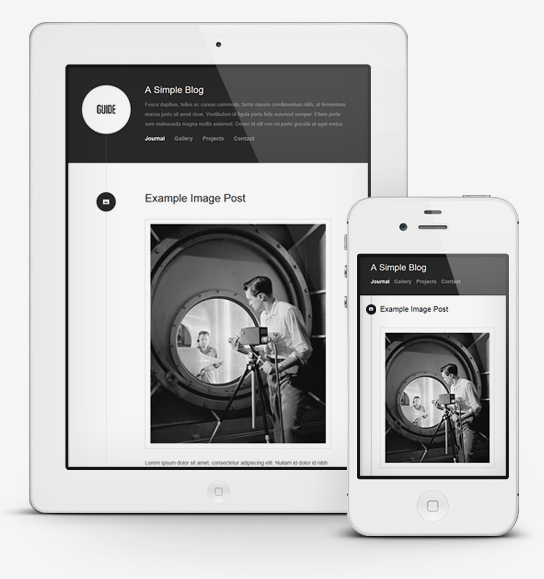 GUIDE
A Simple Blog
Fusce dapibus, tellus ac cursus commodo, tortor mauris condimentum nibh, ut fermentum
massa justo sit amet risus. Vestibulum id ligula porta felis euismod semper. Etiam porta
sem malesuada magna mollis euismod. Donec id elit non mi porta gravida at eget metus.
Journal Gallery Projects Contact
Example Image Post
Lorem ipsum dolor sit amet, consectetur adipiscing elit. Nullam id dolor id nibh
A Simple Blog
Journal Gallery Projects Contact
Example Image Post